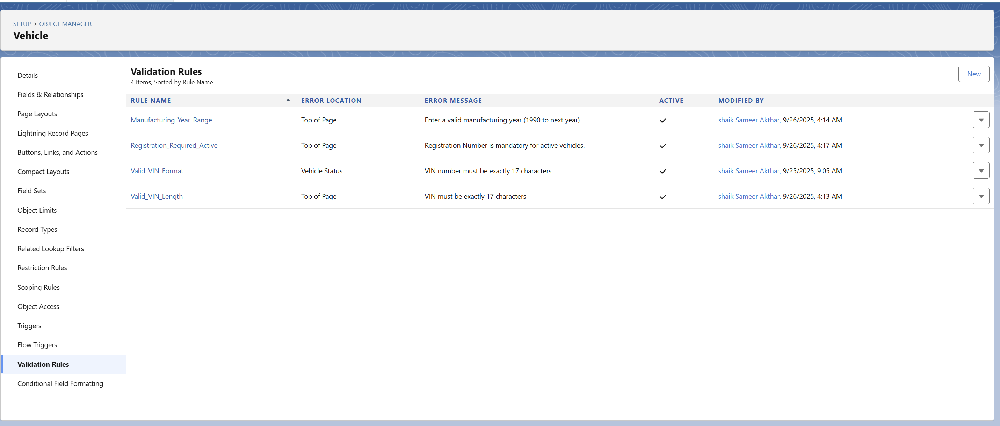 SETUP > OBJECT MANAGER
Vehicle
Details
Fields & Relationships
Page Layouts
Lightning Record Pages
Buttons, Links, and Actions
Compact Layouts
Field Sets
Object Limits
Record Types
Related Lookup Filters
Restriction Rules
Scoping Rules
Object Access
Triggers
Flow Triggers
Validation Rules
Conditional Field Formatting
Validation Rules
4 Items, Sorted by Rule Name
New
RULE NAME ERROR LOCATION ERROR MESSAGE ACTIVE MODIFIED BY
Manufacturing_Year_Range Top of Page Enter a valid manufacturing year (1990 to next year). shaik Sameer Akthar, 9/26/2025, 4:14 AM
Registration_Required_Active Top of Page Registration Number is mandatory for active vehicles. shaik Sameer Akthar, 9/26/2025, 4:17 AM
Valid_VIN_Format Vehicle Status VIN number must be exactly 17 characters shaik Sameer Akthar, 9/25/2025, 9:05 AM
Valid_VIN_Length Top of Page VIN must be exactly 17 characters shaik Sameer Akthar, 9/26/2025, 4:13 AM